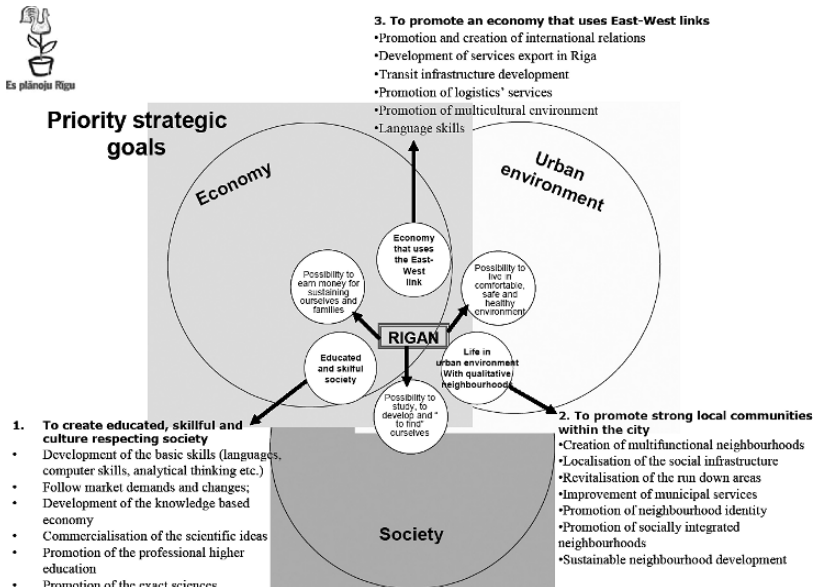 Es plānoju Rīgu
Priority strategic
goals
3. To promote an economy that uses East-West links
•Promotion and creation of international relations
•Development of services export in Riga
•Transit infrastructure development
•Promotion of logistics' services
•Promotion of multicultural environment
•Language skills
Economy
Urban
environment
Economy
that uses
the East-
West
link
Possibility to
earn money for
sustaining
ourselves and
families
Possibility to
live in
comfortable,
safe and
healthy
environment
RIGAN
Educated
and skilful
society
Life in
urban environment
With qualitative
neighbourhoods
Possibility to
study, to
develop and "
to find"
ourselves
Society
1. To create educated, skillful and
culture respecting society
• Development of the basic skills (languages,
computer skills, analytical thinking etc.)
• Follow market demands and changes;
• Development of the knowledge based
economy
• Commercialisation of the scientific ideas
• Promotion of the professional higher
education
• Promotion of the exact sciences
2. To promote strong local communities
within the city
•Creation of multifunctional neighbourhoods
•Localisation of the social infrastructure
•Revitalisation of the run down areas
•Improvement of municipal services
•Promotion of neighbourhood identity
•Promotion of socially integrated
neighbourhoods
•Sustainable neighbourhood development